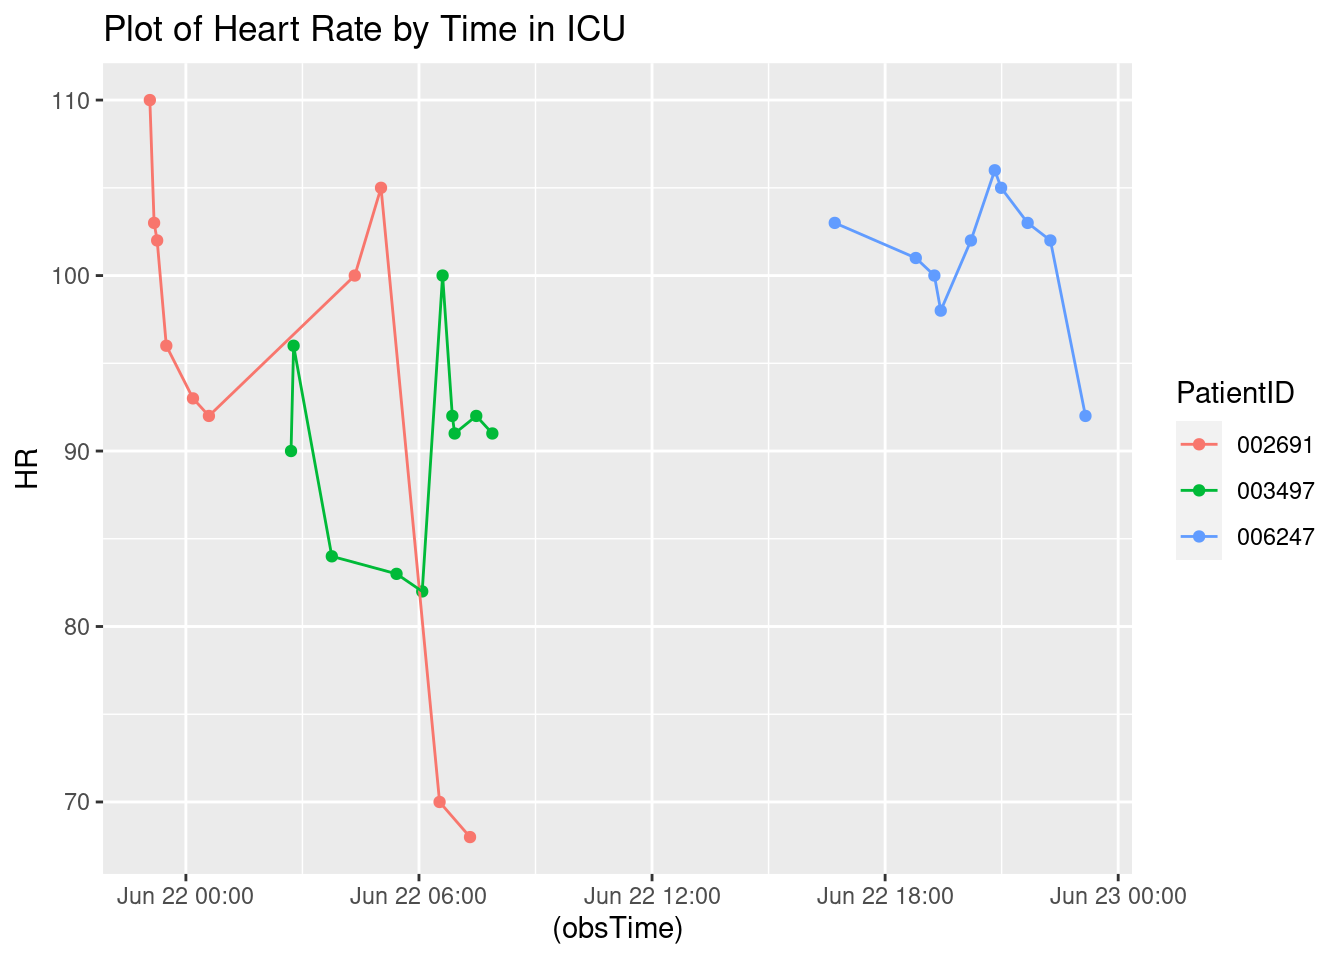 Plot of Heart Rate by Time in ICU
110
100
90
80
70
HR
Jun 22 00:00
Jun 22 06:00
Jun 22 12:00
Jun 22 18:00
Jun 23 00:00
(obsTime)
PatientID
002691
003497
006247